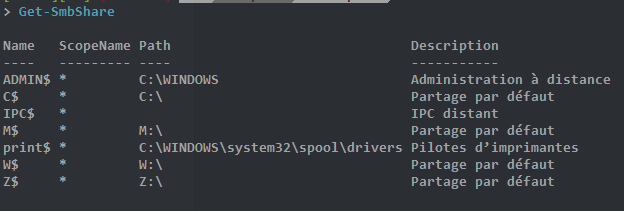 > Get-SmbShare
Name ScopeName Path Description
---- --------- ---- -----------
ADMIN$ * C:\WINDOWS Administration à distance
C$ * C:\ Partage par défaut
IPC$ * IPC distant
M$ * M:\ Partage par défaut
print$ * C:\WINDOWS\system32\spool\drivers Pilotes d’imprimantes
W$ * W:\ Partage par défaut
Z$ * Z:\ Partage par défaut